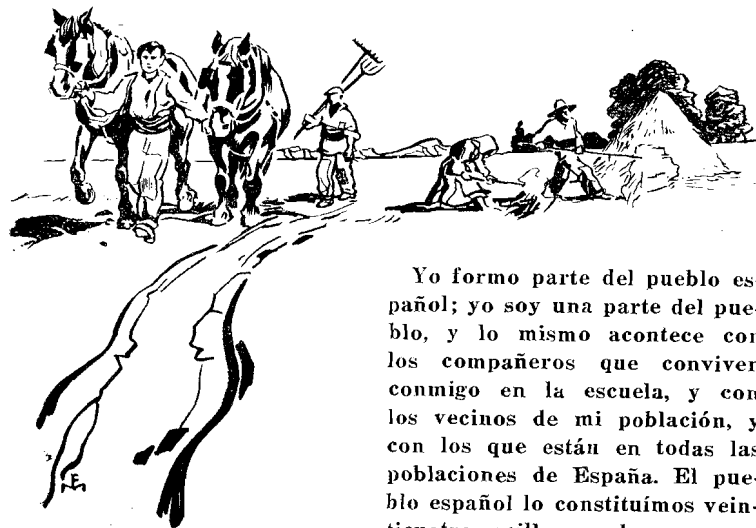 Yo formo parte del pueblo es-
pañol; yo soy una parte del pue-
blo, y lo mismo acontece con
los compañeros que conviven
conmigo en la escuela, y con
los vecinos de mi población, y
con los que están en todas las
poblaciones de España. El pue-
blo español lo constituímos vein-